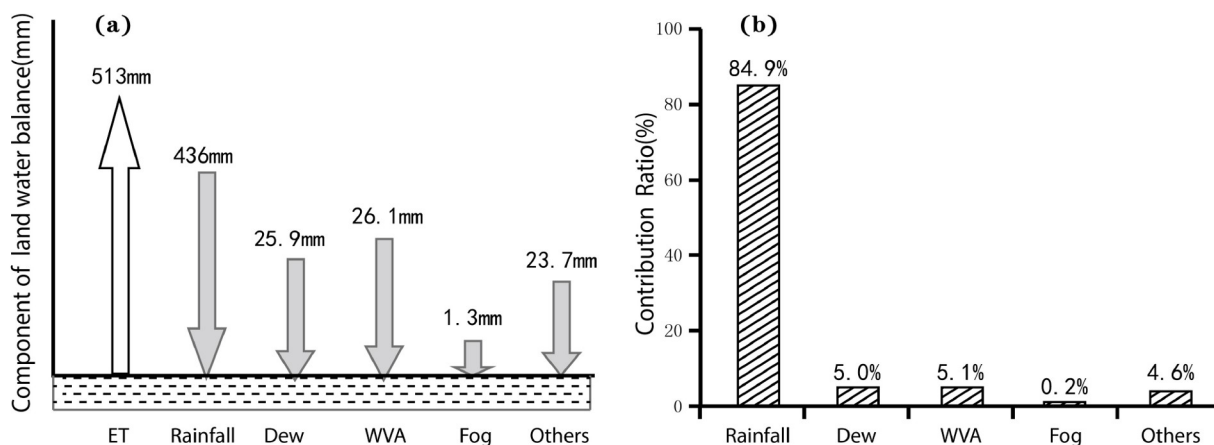 (a)
Component of land water balance(mm)
513mm
436mm
25.9mm
26.1mm
1.3mm
23.7mm
ET
Rainfall
Dew
WVA
Fog
Others
(b)
Contribution Ratio(%)
100
80
60
40
20
0
84.9%
5.0%
5.1%
0.2%
4.6%
Rainfall
Dew
WVA
Fog
Others